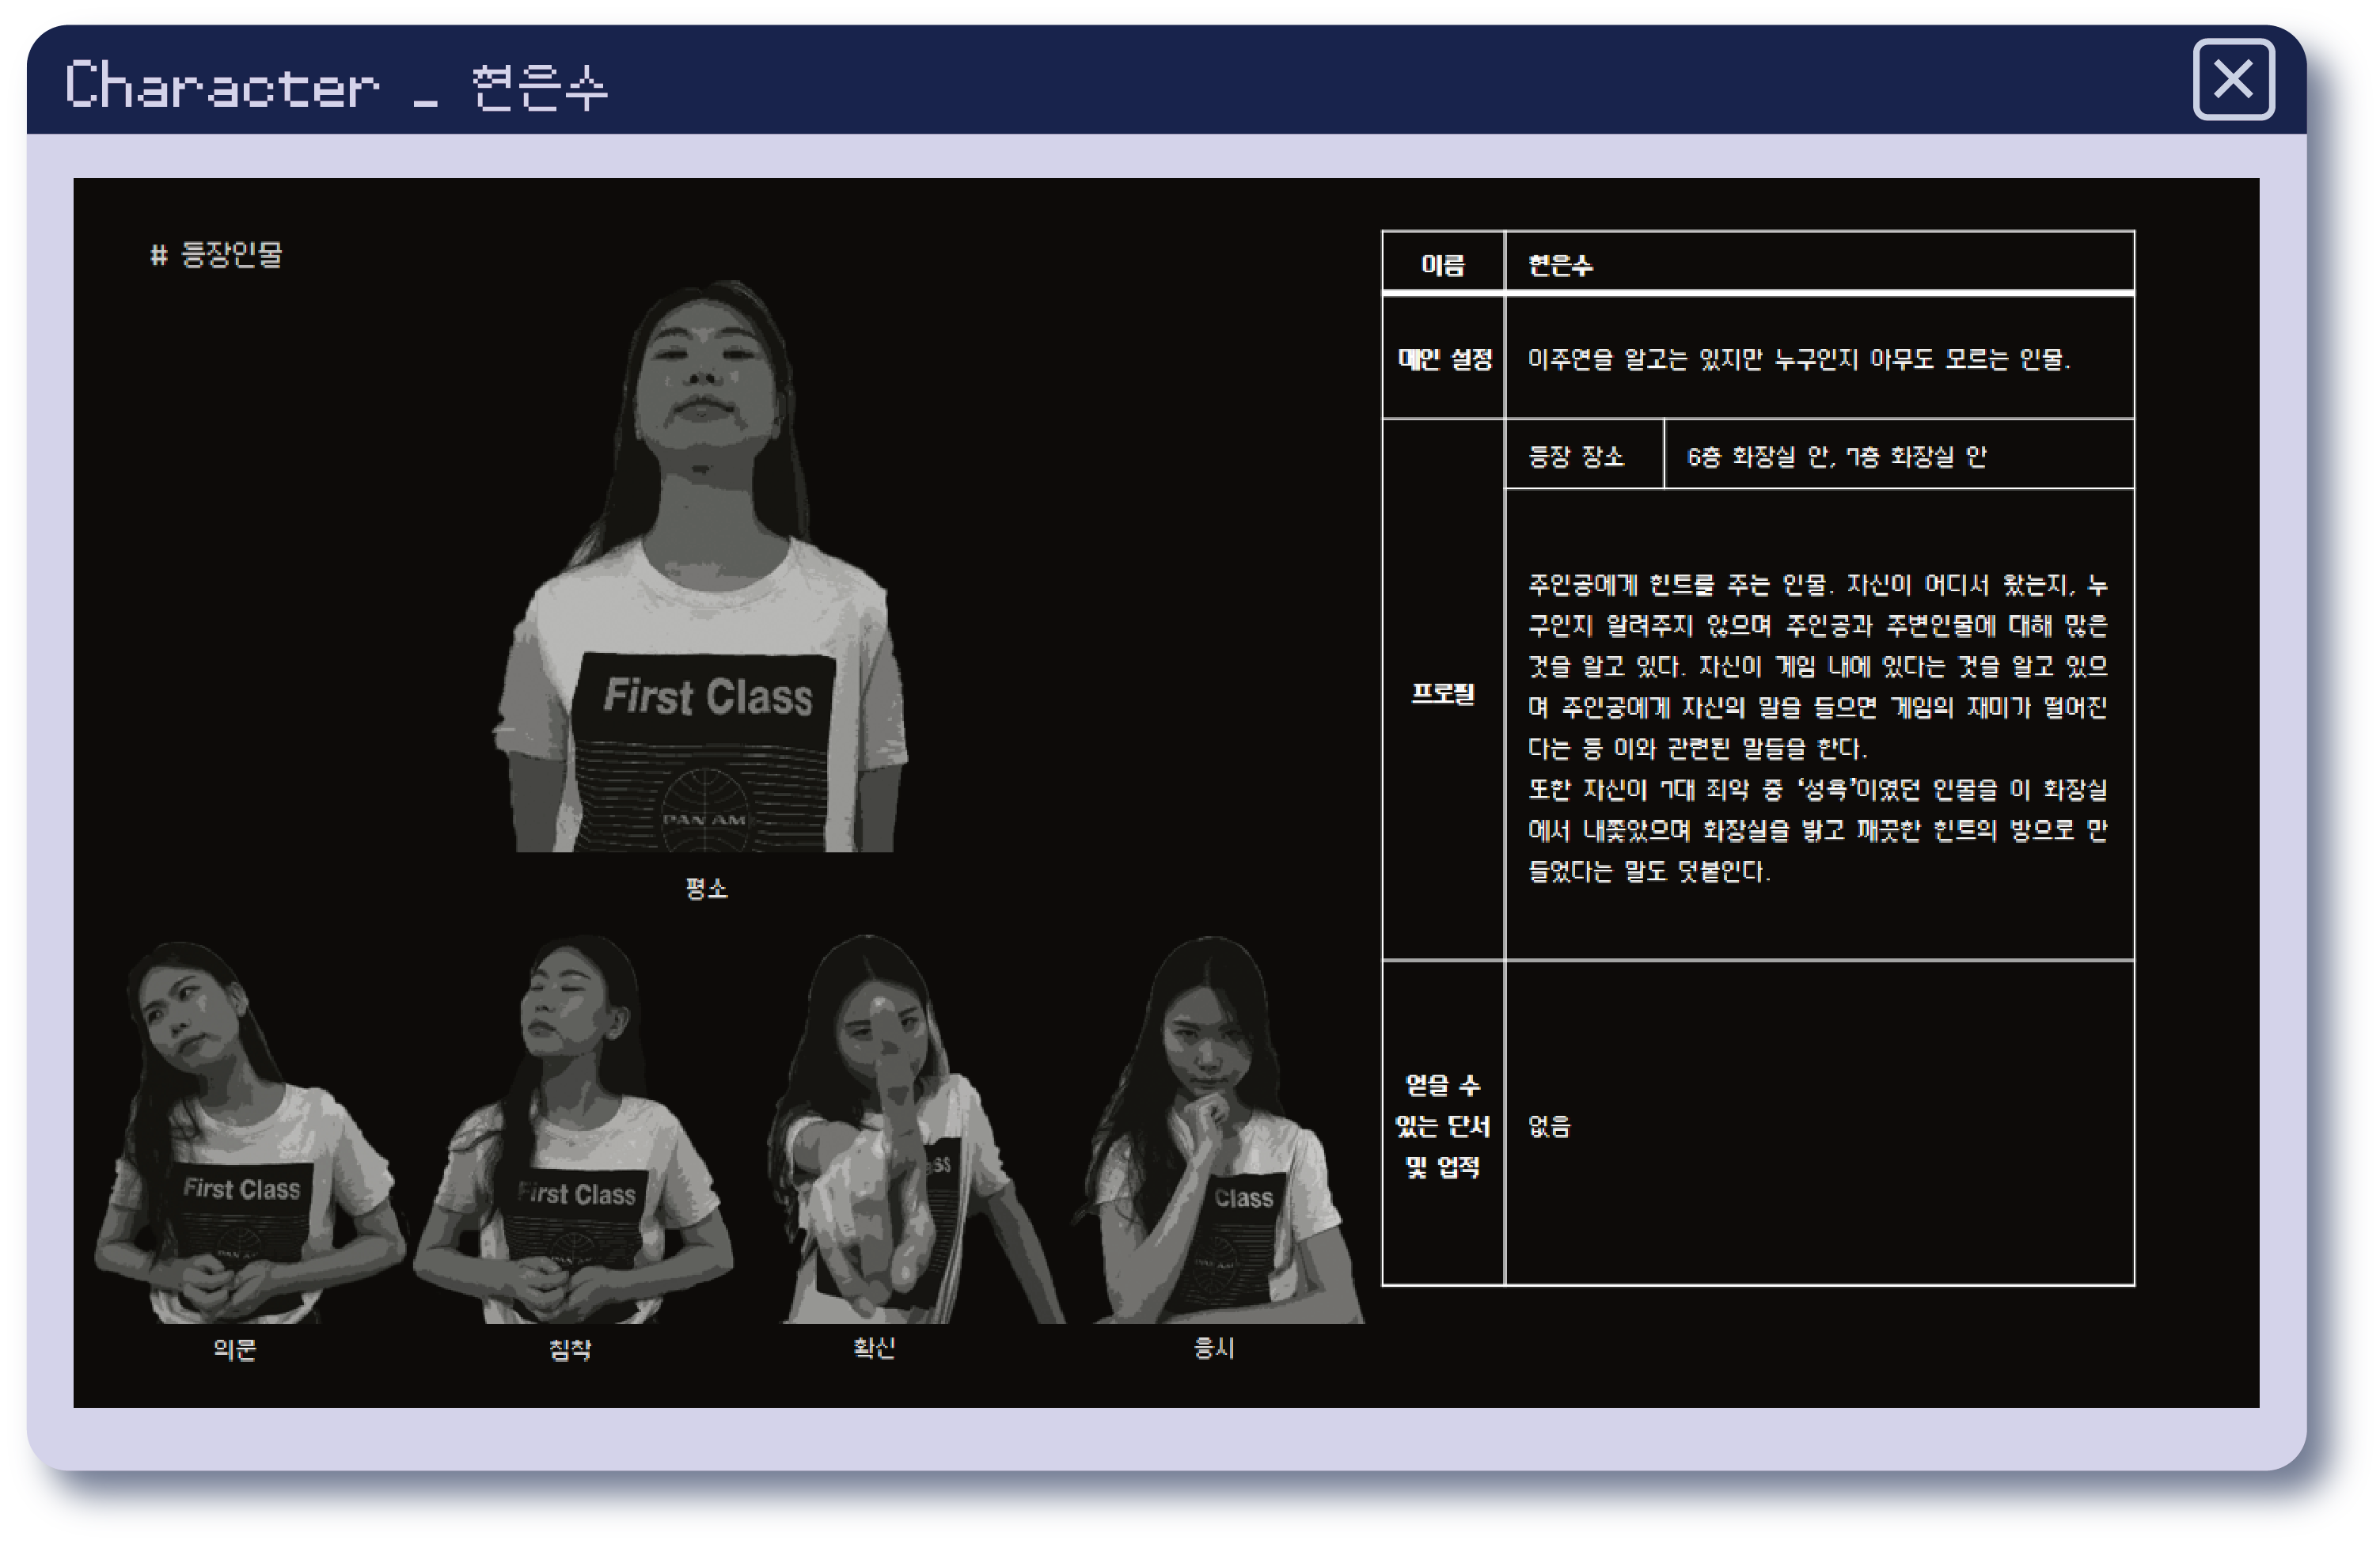 Character _ 현은수
# 등장인물
First Class
PAN AM
평소
First Class
PAN AM
First Class
PAN AM
ass
Class
PAN AM
의문
침착
확신
응시
이름
현은수
메인 설정
이주연을 알고는 있지만 누구인지 아무도 모르는 인물.
프로필
등장 장소
6층 화장실 안, 7층 화장실 안
주인공에게 힌트를 주는 인물. 자신이 어디서 왔는지, 누
구인지 알려주지 않으며 주인공과 주변인물에 대해 많은
것을 알고 있다. 자신이 게임 내에 있다는 것을 알고 있으
며 주인공에게 자신의 말을 들으면 게임의 재미가 떨어진
다는 등 이와 관련된 말들을 한다.
또한 자신이 7대 죄악 중 ‘성욕’이였던 인물을 이 화장실
에서 내쫓았으며 화장실을 밝고 깨끗한 힌트의 방으로 만
들었다는 말도 덧붙인다.
얻을 수
있는 단서
및 업적
없음